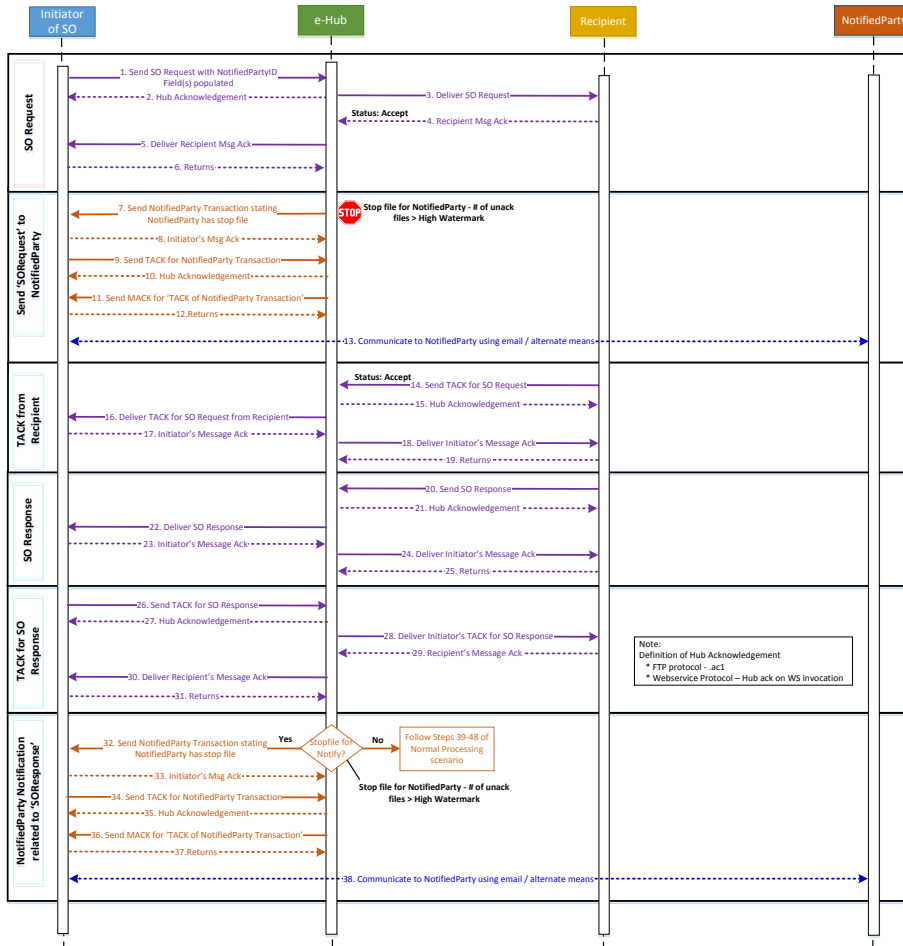 Initiator
of SO
e-Hub
Recipient
NotifiedParty
SO Request
1. Send SO Request with NotifiedPartyID
Field(s) populated
2. Hub Acknowledgement
3. Deliver SO Request
Status: Accept
4. Recipient Msg Ack
5. Deliver Recipient Msg Ack
6. Returns
Send 'SORequest' to
NotifiedParty
7. Send NotifiedParty Transaction stating
NotifiedParty has stop file
STOP
Stop file for NotifiedParty - # of unack
files > High Watermark
8. Initiator's Msg Ack
9. Send TACK for NotifiedParty Transaction
10. Hub Acknowledgement
11. Send MACK for 'TACK of NotifiedParty Transaction'
12.Returns
13. Communicate to NotifiedParty using email / alternate means
TACK from
Recipient
Status: Accept
14. Send TACK for SO Request
15. Hub Acknowledgement
16. Deliver TACK for SO Request from Recipient
17. Initiator's Message Ack
18. Deliver Initiator's Message Ack
19. Returns
SO Response
20. Send SO Response
21. Hub Acknowledgement
22. Deliver SO Response
23. Initiator's Message Ack
24. Deliver Initiator's Message Ack
25. Returns
TACK for SO
Response
26. Send TACK for SO Response
27. Hub Acknowledgement
28. Deliver Initiator's TACK for SO Response
29. Recipient's Message Ack
30. Deliver Recipient's Message Ack
31. Returns
Note:
Definition of Hub Acknowledgement
* FTP protocol - .ac1
* Webservice Protocol – Hub ack on WS invocation
NotifiedParty Notification
related to 'SOResponse'
32. Send NotifiedParty Transaction stating
NotifiedParty has stop file
Yes
Stopfile for
Notify?
No
Follow Steps 39-48 of
Normal Processing
scenario
33. Initiator's Msg Ack
Stop file for NotifiedParty - # of unack
files > High Watermark
34. Send TACK for NotifiedParty Transaction
35. Hub Acknowledgement
36. Send MACK for 'TACK of NotifiedParty Transaction'
37.Returns
38. Communicate to NotifiedParty using email / alternate means